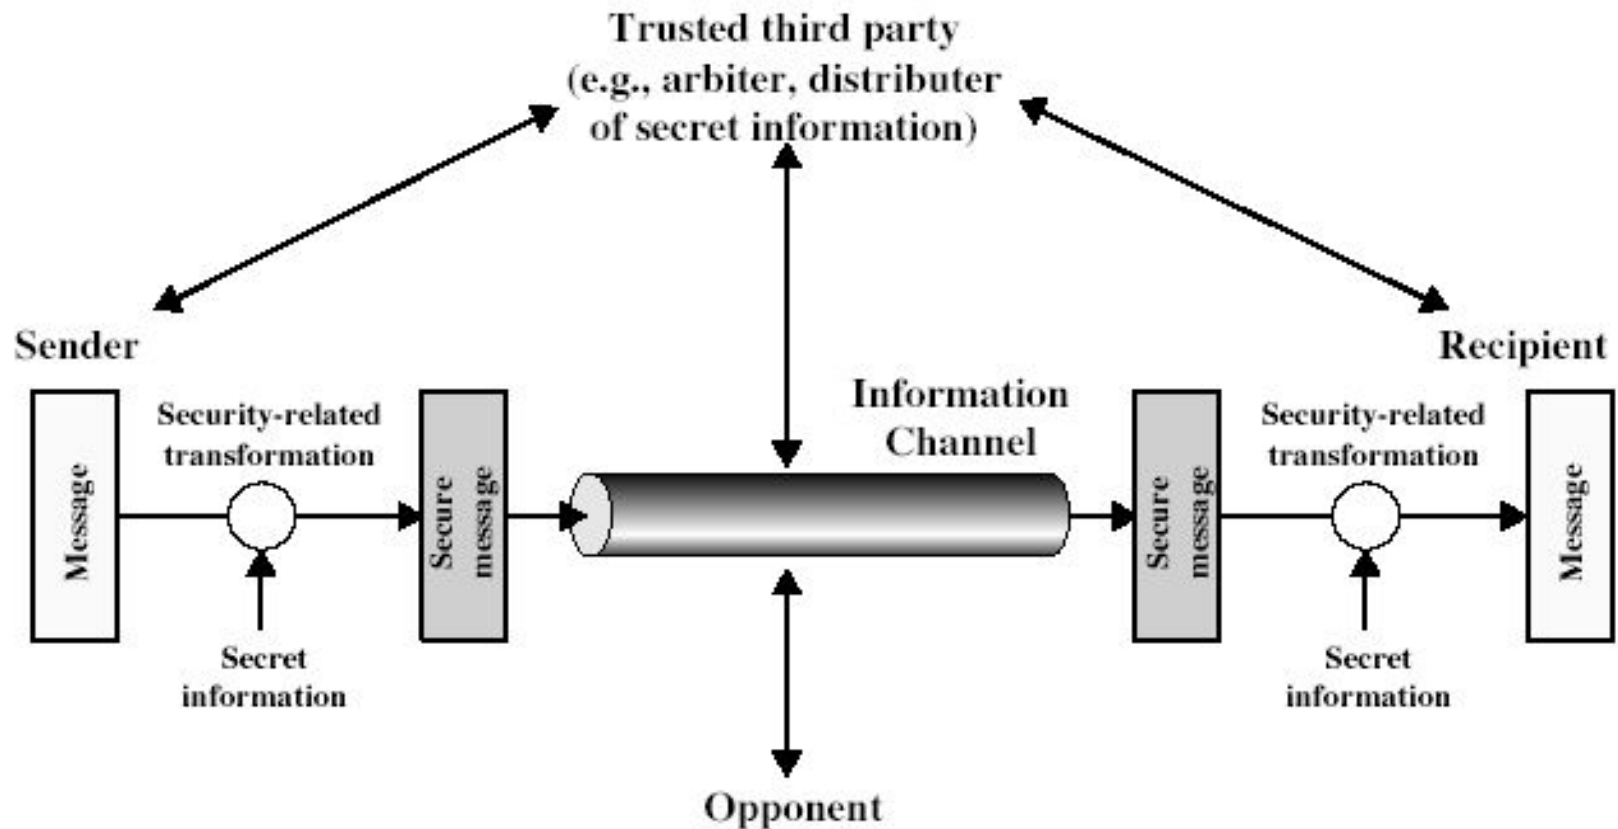 Trusted third party
(e.g., arbiter, distributer
of secret information)
Sender
Recipient
Information
Channel
Security-related
transformation
Security-related
transformation
Message
Secure
message
Secure
message
Message
Secret
information
Secret
information
Opponent